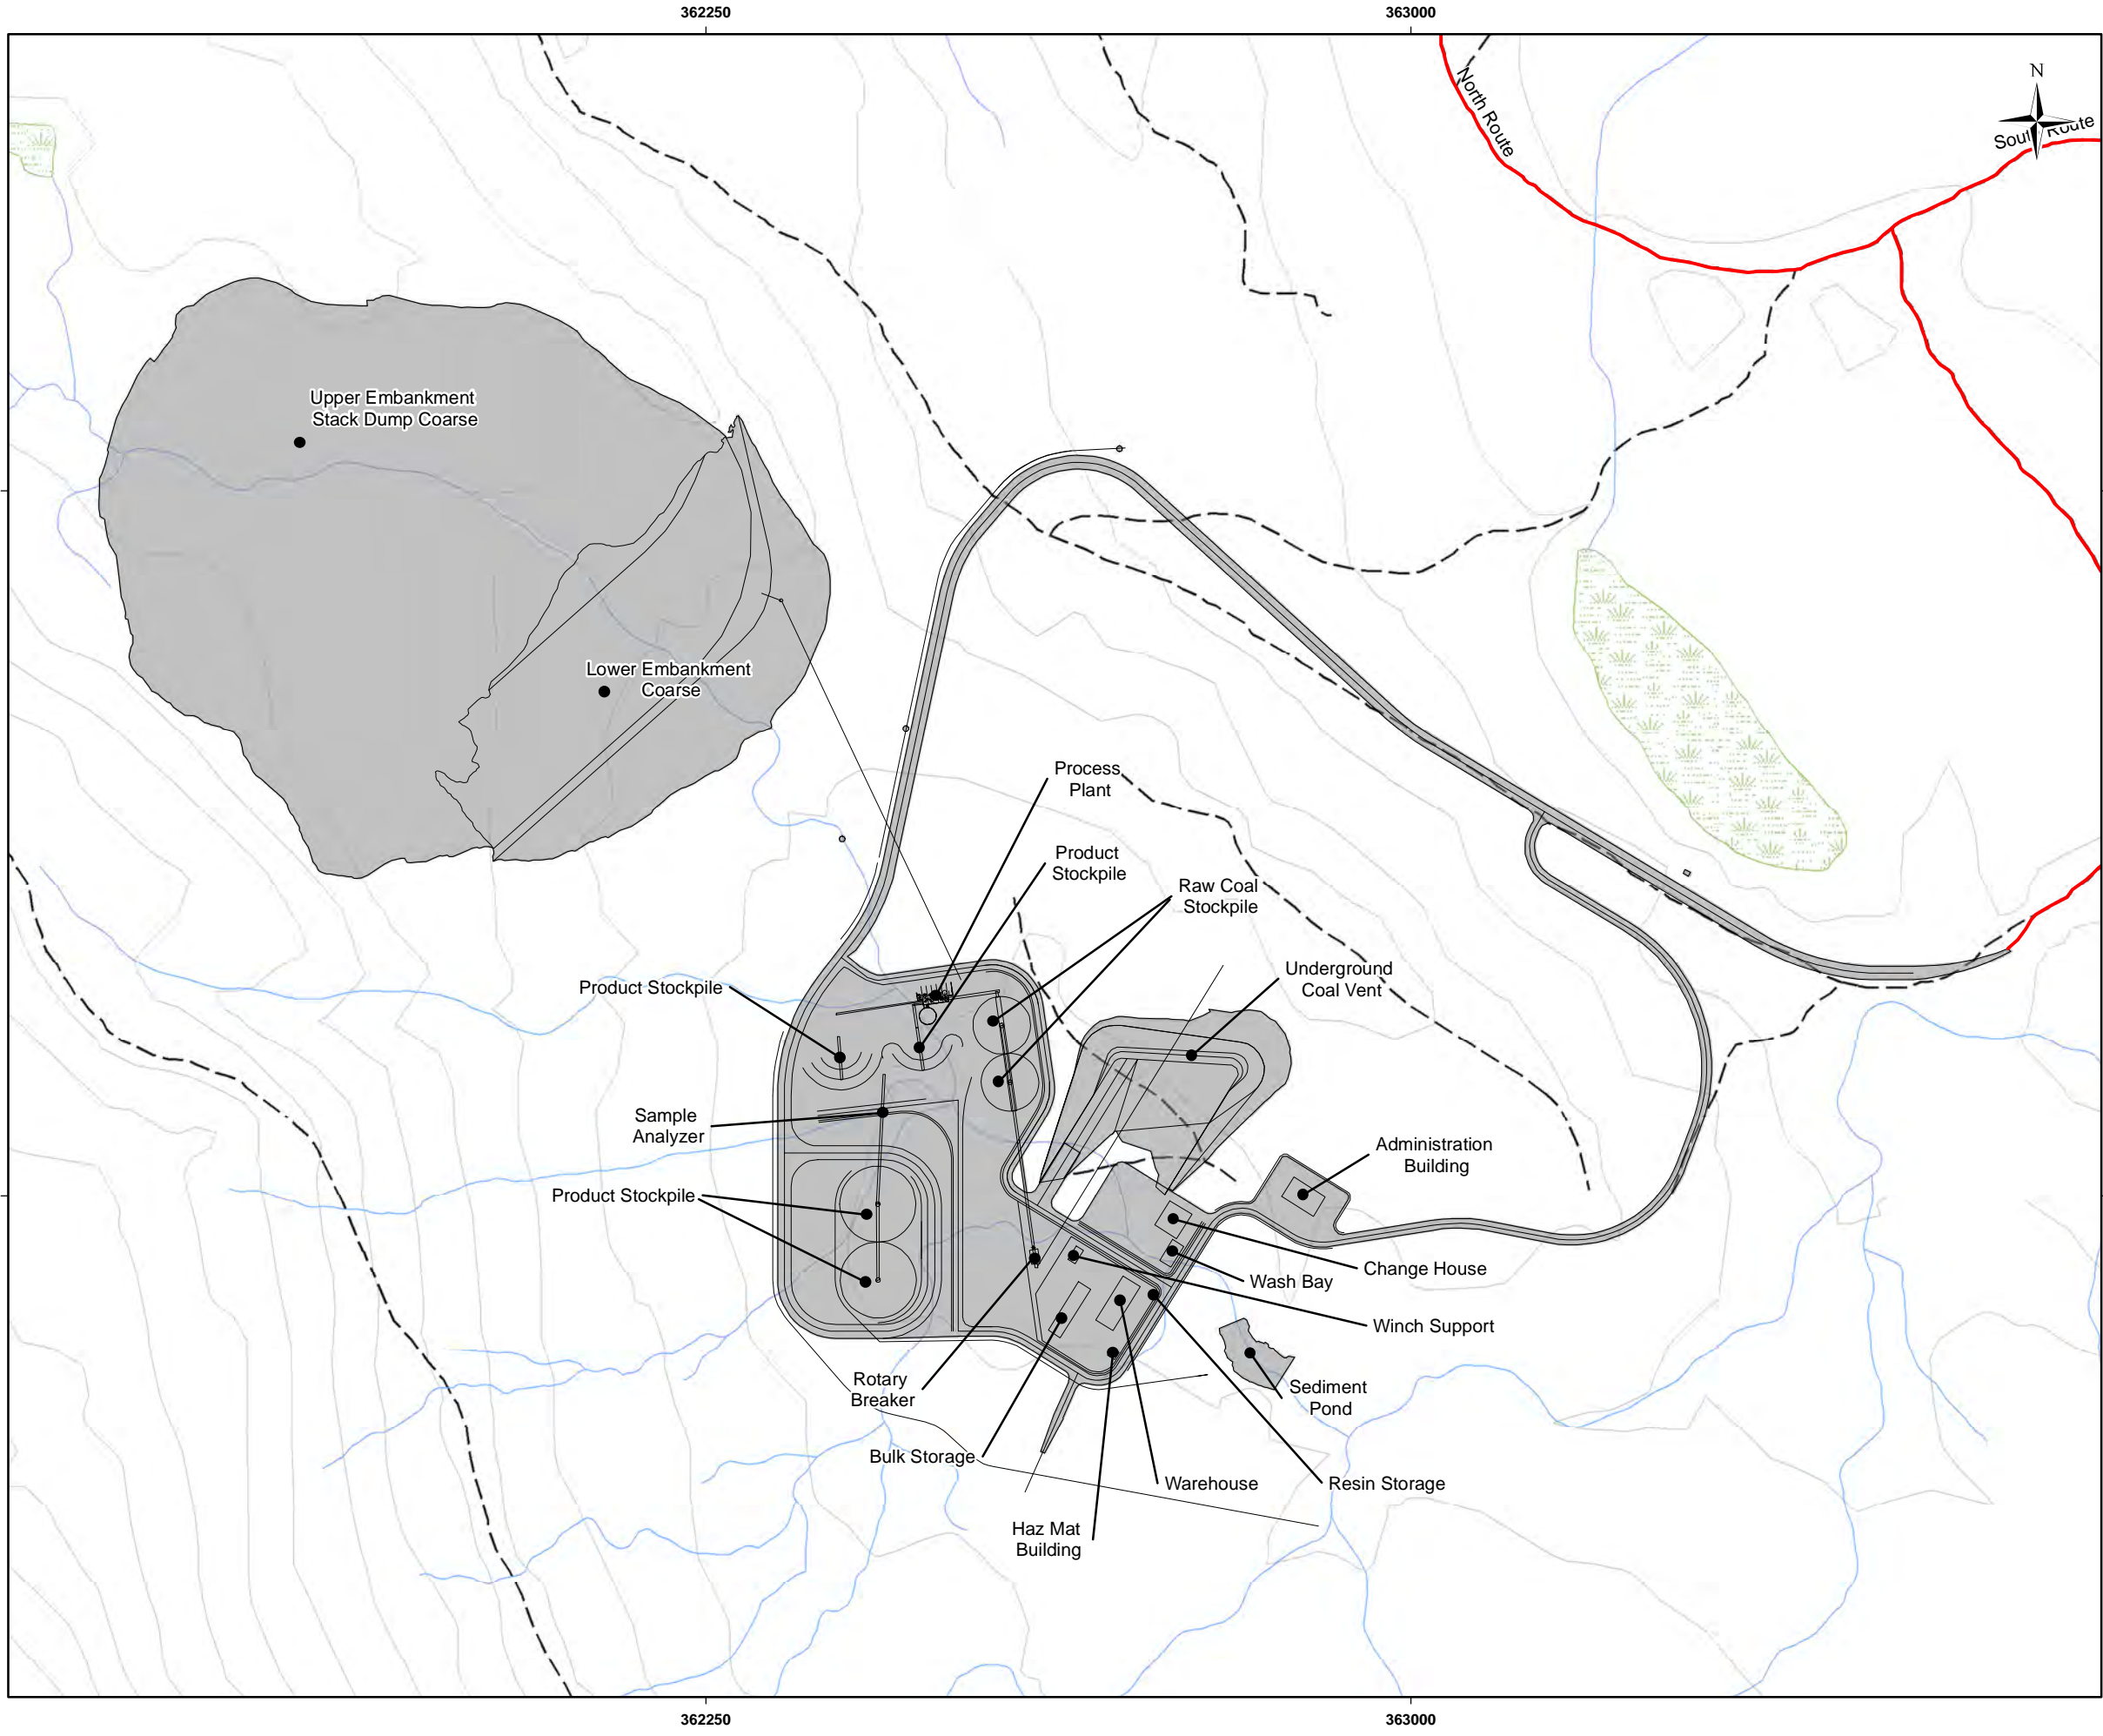 362250
363000
N
North Route
South Route
Upper Embankment
Stack Dump Coarse
Lower Embankment
Coarse
Process
Plant
Product
Stockpile
Raw Coal
Stockpile
Underground
Coal Vent
Product Stockpile
Sample
Analyzer
Administration
Building
Product Stockpile
Change House
Wash Bay
Winch Support
Rotary
Breaker
Sediment
Pond
Bulk Storage
Warehouse
Resin Storage
Haz Mat
Building
362250
363000